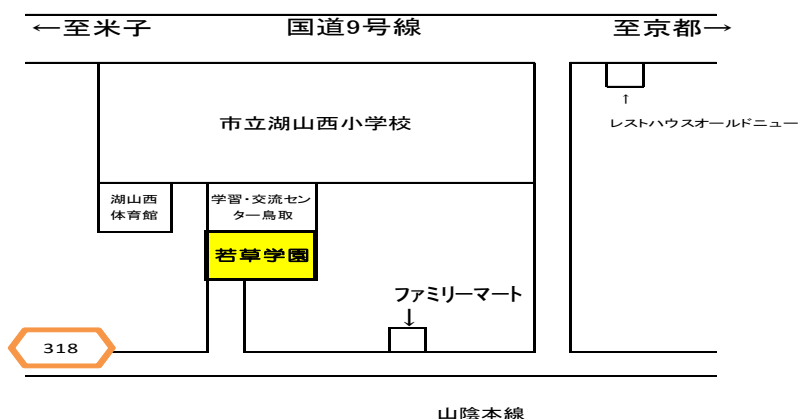 ←至米子
国道9号線
至京都→
↑
レストハウスオールドニュー
市立湖山西小学校
湖山西
体育館
学習・交流セン
ター鳥取
若草学園
ファミリーマート
↓
318
山陰本線